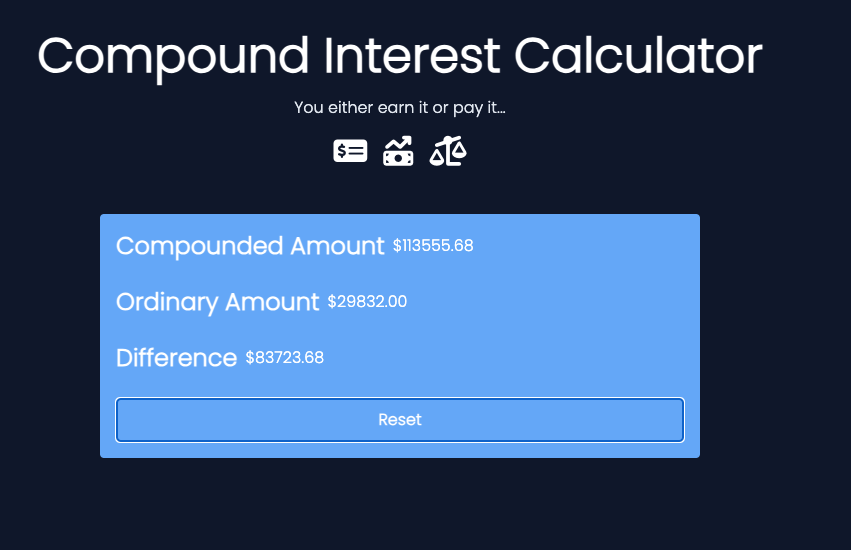 Compound Interest Calculator
You either earn it or pay it...
$
Compounded Amount $113555.68
Ordinary Amount $29832.00
Difference $83723.68
Reset